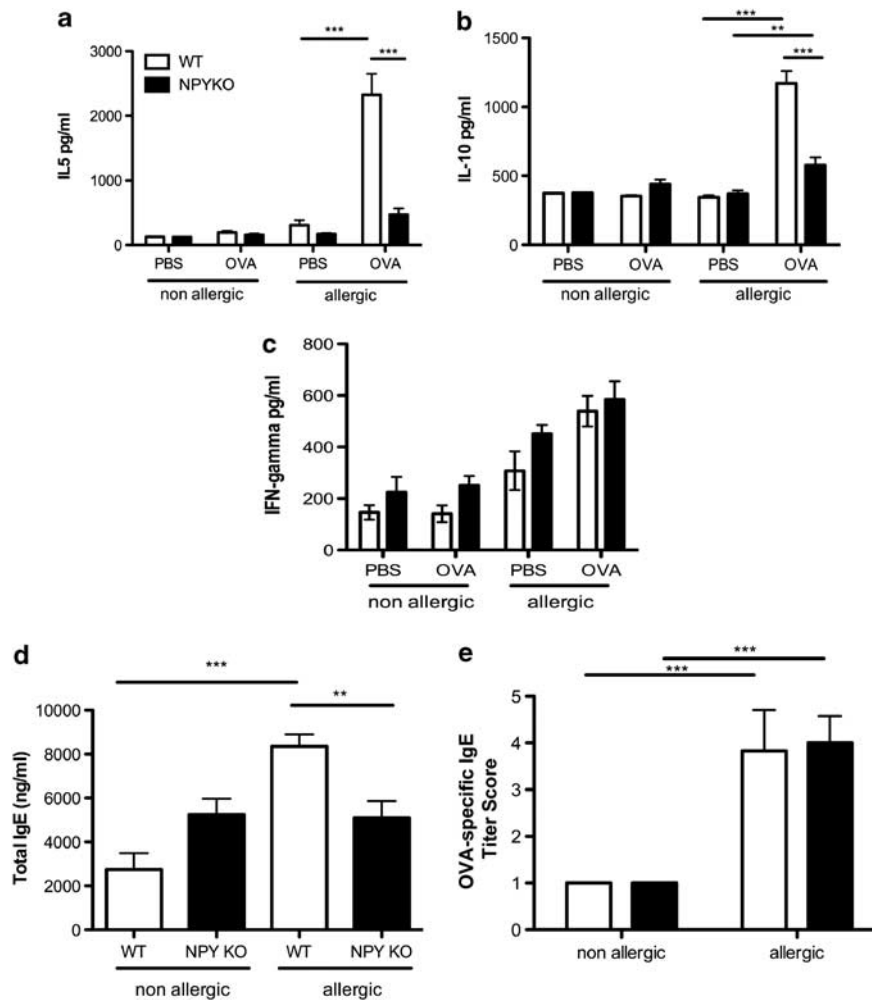 a
IL5 pg/ml
3000
2000
1000
0
WT
NPYKO
***
***
PBS OVA PBS OVA
non allergic allergic
b
IL-10 pg/ml
1500
1000
500
0
***
**
***
PBS OVA PBS OVA
non allergic allergic
c
IFN-gamma pg/ml
800
600
400
200
0
PBS OVA PBS OVA
non allergic allergic
d
Total IgE (ng/ml)
10000
8000
6000
4000
2000
0
***
**
WT NPY KO WT NPY KO
non allergic allergic
e
OVA-specific IgE
Titer Score
5
4
3
2
1
0
***
***
non allergic allergic